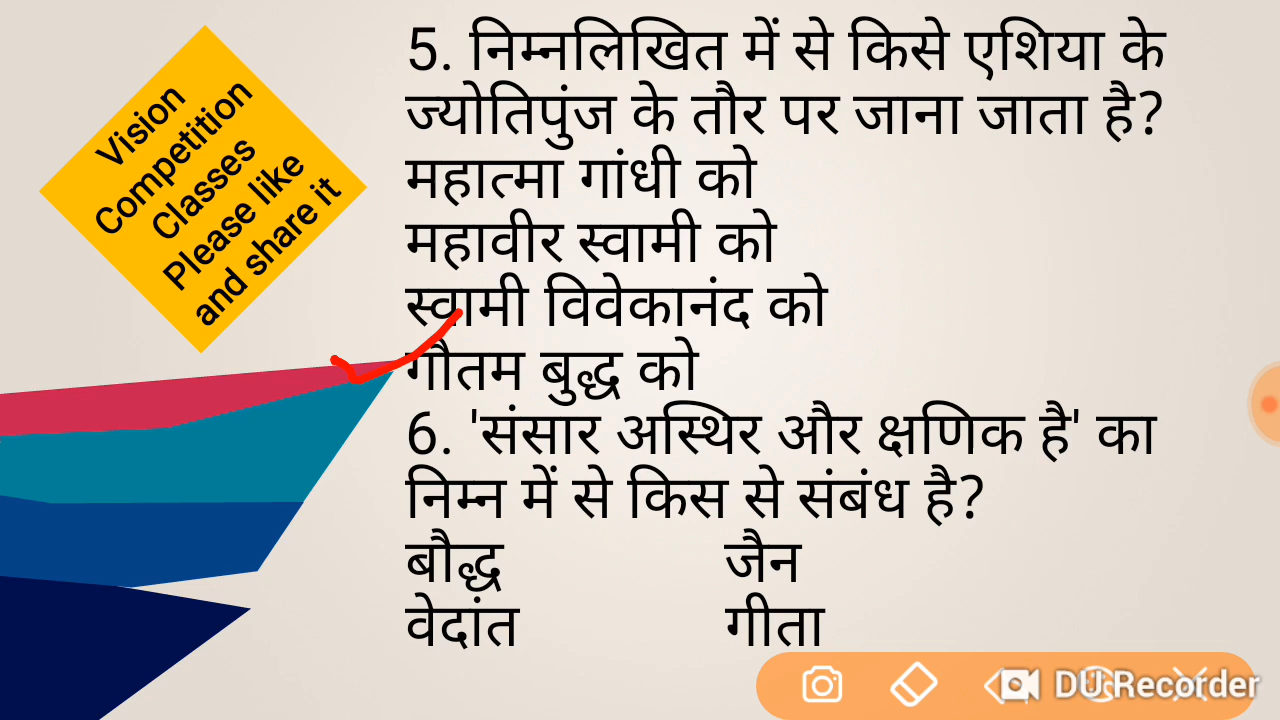 Vision
Competition
Classes
Please like
and share it
5. निम्नलिखित में से किसे एशिया के
ज्योतिपुंज के तौर पर जाना जाता है?
महात्मा गांधी को
महावीर स्वामी को
स्वामी विवेकानंद को
गौतम बुद्ध को
6. 'संसार अस्थिर और क्षणिक है' का
निम्न में से किस से संबंध है?
बौद्ध जैन
वेदांत गीता
DU Recorder